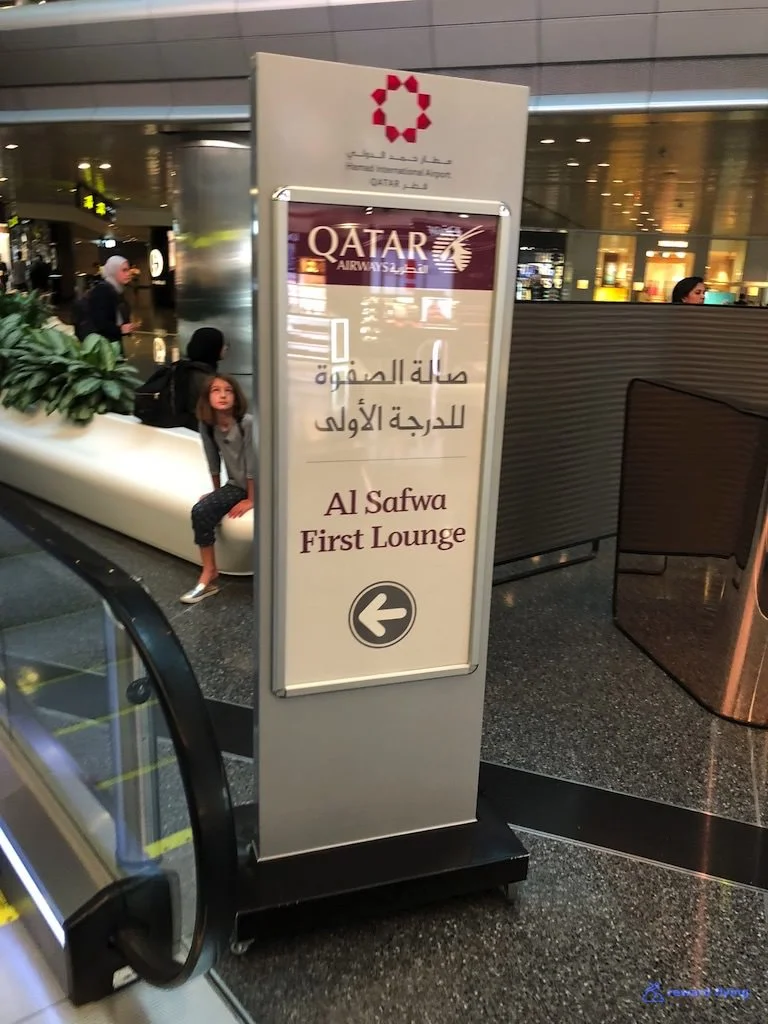 مطار حمد الدولي
Hamad International Airport
QATAR قطر
QATAR
AIRWAYS القطرية
صالة الصفوة
للدرجة الأولى
Al Safwa
First Lounge